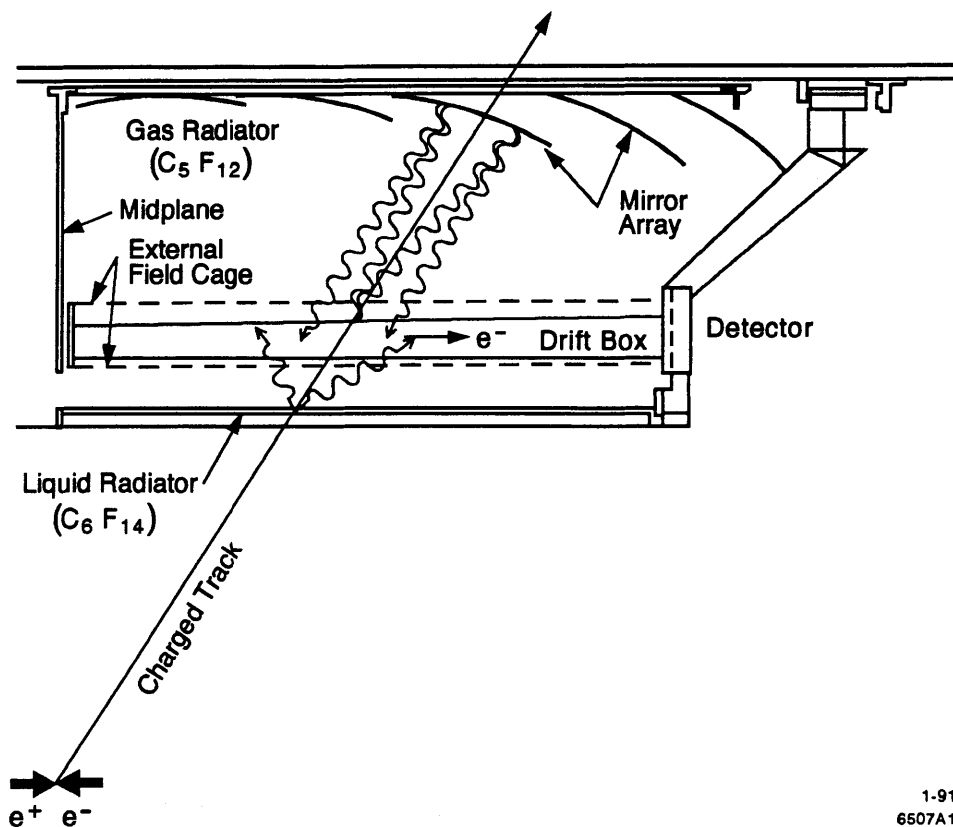 Gas Radiator
(C5 F12)
Midplane
External
Field Cage
Mirror
Array
e-
Drift Box
Detector
Liquid Radiator
(C6 F14)
Charged Track
e+ e-
1-91
6507A1